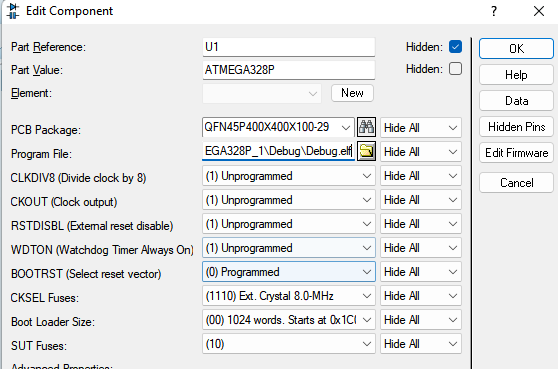 Edit Component
Part Reference: U1 Hidden: OK
Part Value: ATMEGA328P Hidden: Help
Element: New Data
PCB Package: QFN45P400X400X100-29 Hide All Hidden Pins
Program File: EGA328P_1\Debug\Debug.elf Hide All Edit Firmware
CLKDIV8 (Divide clock by 8) (1) Unprogrammed Hide All Cancel
CKOUT (Clock output) (1) Unprogrammed Hide All
RSTDISBL (External reset disable) (1) Unprogrammed Hide All
WDTON (Watchdog Timer Always On) (1) Unprogrammed Hide All
BOOTRST (Select reset vector) (0) Programmed Hide All
CKSEL Fuses: (1110) Ext. Crystal 8.0-MHz Hide All
Boot Loader Size: (00) 1024 words. Starts at 0x1C( Hide All
SUT Fuses: (10) Hide All
Advanced Properties: